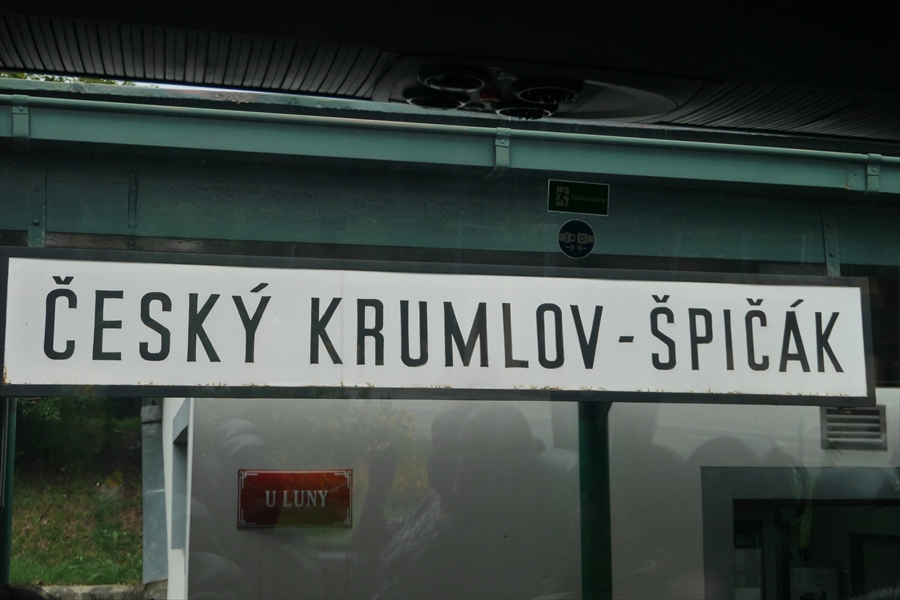 ČESKÝ KRUMLOV - ŠPIČÁK
U LUNY